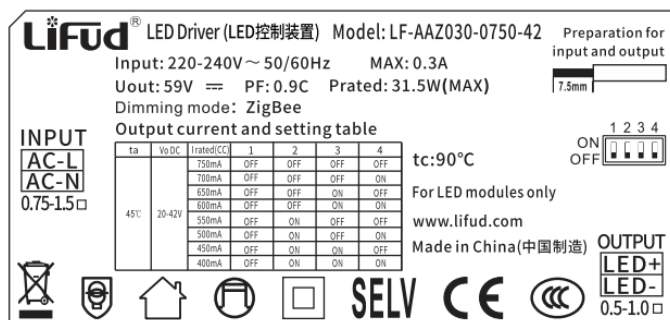 LiFud® LED Driver (LED控制装置) Model: LF-AAZ030-0750-42
Preparation for
input and output
7.5mm
Input: 220-240V～50/60Hz MAX: 0.3A
Uout: 59V ⎓ PF: 0.9C Prated: 31.5W(MAX)
Dimming mode: ZigBee
Output current and setting table
INPUT
AC-L
AC-N
0.75-1.5□
ta Vo DC I rated(CC) 1 2 3 4
45℃ 20-42V
750mA OFF OFF OFF OFF
700mA OFF OFF OFF ON
650mA OFF OFF ON OFF
600mA OFF OFF ON ON
550mA OFF ON OFF OFF
500mA OFF ON OFF ON
450mA OFF ON ON OFF
400mA OFF ON ON ON
tc:90℃
1 2 3 4
ON
OFF
For LED modules only
www.lifud.com
Made in China(中国制造)
OUTPUT
LED+
LED-
0.5-1.0□
SELV CE CCC